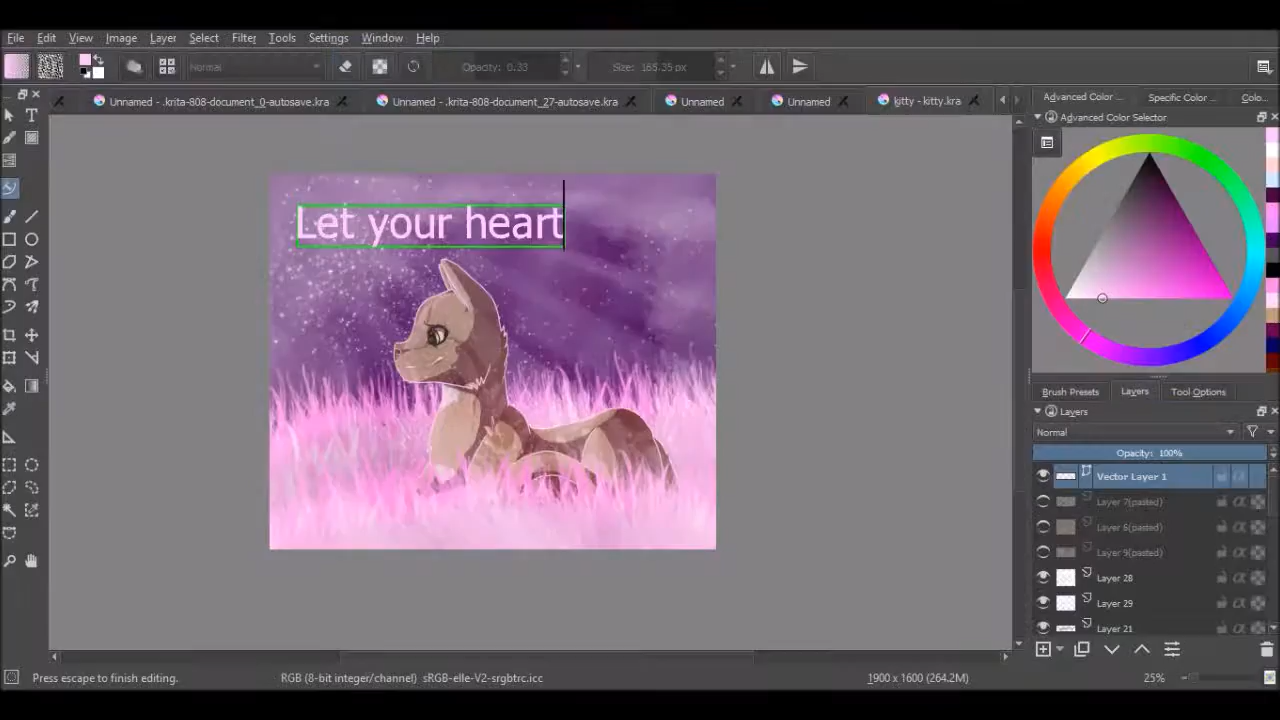 File Edit View Image Layer Select Filter Tools Settings Window Help
Normal Opacity: 0.33 Size: 165.35 px
Unnamed - .krita-808-document_0-autosave.kra Unnamed - .krita-808-document_27-autosave.kra Unnamed Unnamed kitty - kitty.kra
Advanced Color ... Specific Color ... Colo...
Advanced Color Selector
Let your heart
Brush Presets Layers Tool Options
Layers
Normal
Opacity: 100%
Vector Layer 1
Layer 7(pasted)
Layer 9(pasted)
Layer 28
Layer 29
Layer 21
Press escape to finish editing. RGB (8-bit integer/channel) sRGB-elle-V2-srgbtrc.icc 1900 x 1600 (264.2M) 25%